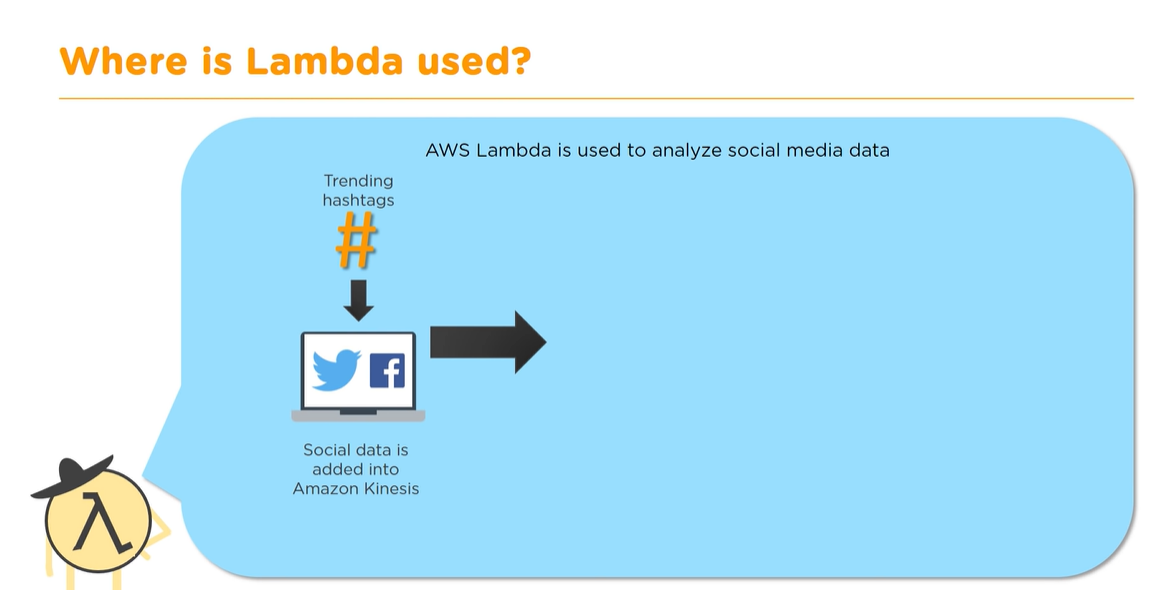 Where is Lambda used?
AWS Lambda is used to analyze social media data
Trending
hashtags
#
Social data is
added into
Amazon Kinesis
λ